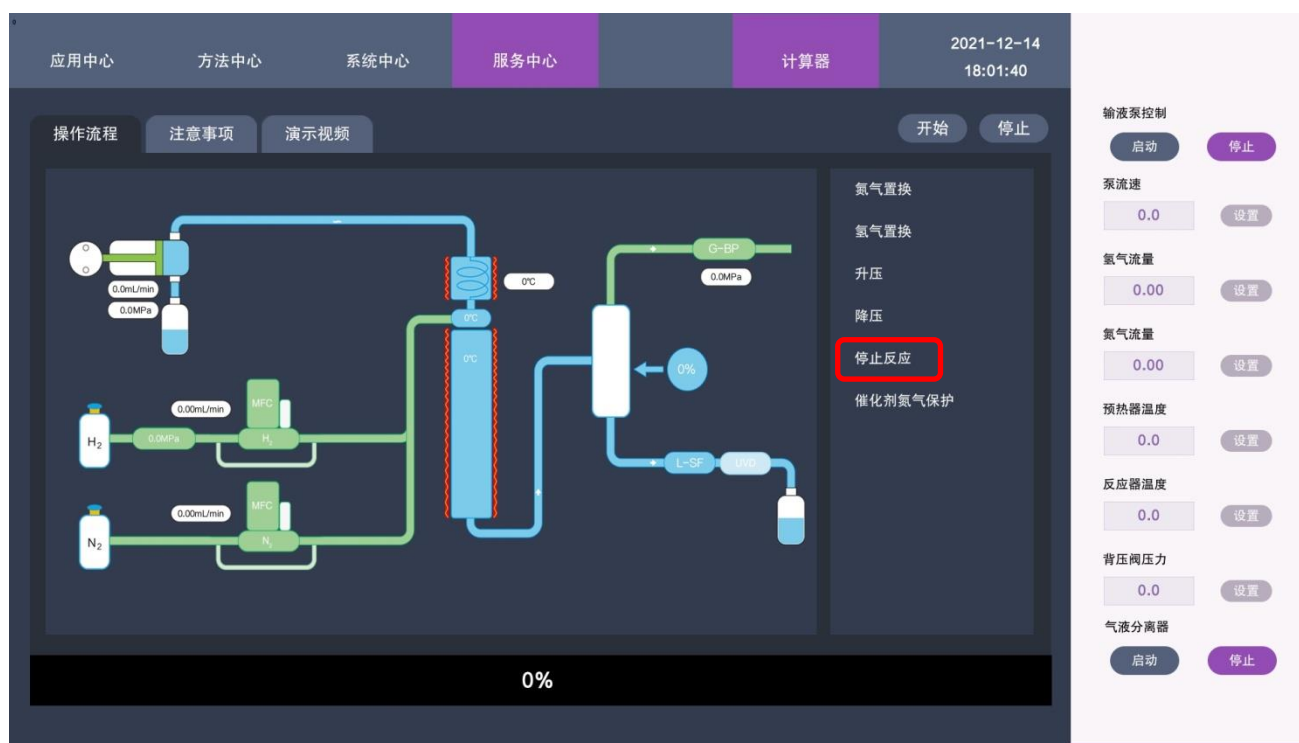 应用中心
方法中心
系统中心
服务中心
计算器
2021-12-14
18:01:40
操作流程
注意事项
演示视频
开始
停止
0.0mL/min
0.0MPa
0℃
0℃
0℃
G-BP
0.0MPa
0%
H2
0.0MPa
0.00mL/min
MFC
H2
N2
0.00mL/min
MFC
N2
L-SF
UVD
氮气置换
氢气置换
升压
降压
停止反应
催化剂氮气保护
0%
输液泵控制
启动 停止
泵流速
0.0 设置
氢气流量
0.00 设置
氮气流量
0.00 设置
预热器温度
0.0 设置
反应器温度
0.0 设置
背压阀压力
0.0 设置
气液分离器
启动 停止